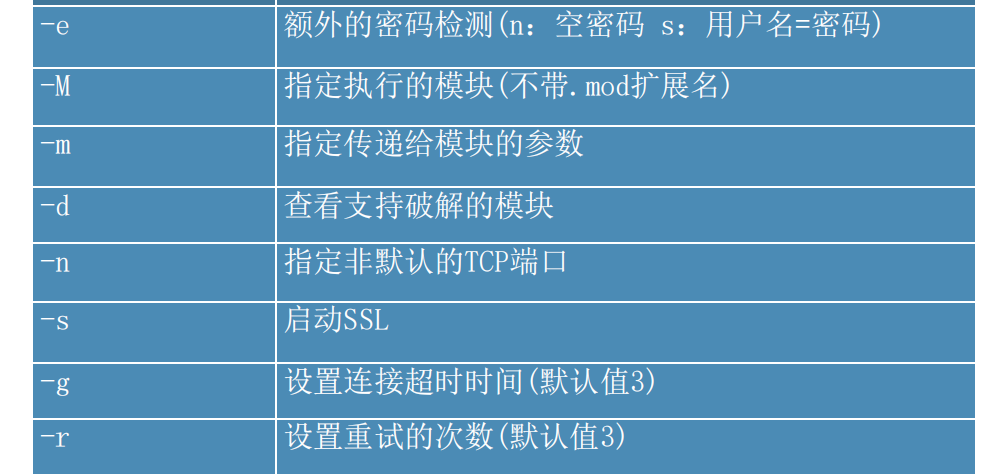 -e 额外的密码检测(n：空密码 s：用户名=密码)
-M 指定执行的模块(不带.mod扩展名)
-m 指定传递给模块的参数
-d 查看支持破解的模块
-n 指定非默认的TCP端口
-s 启动SSL
-g 设置连接超时时间(默认值3)
-r 设置重试的次数(默认值3)